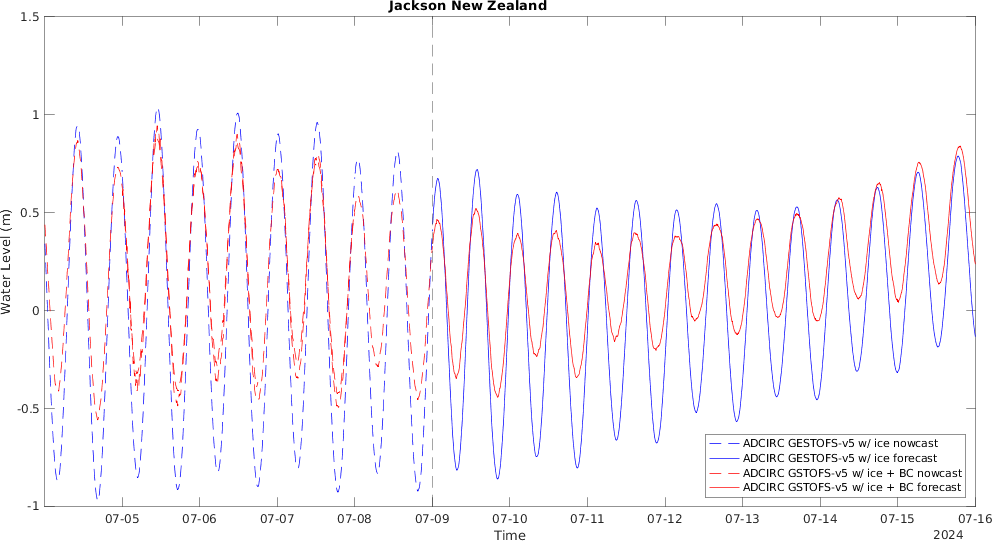 Jackson New Zealand
Water Level (m)
1.5
1
0.5
0
-0.5
-1
07-05 07-06 07-07 07-08 07-09 07-10 07-11 07-12 07-13 07-14 07-15 07-16
Time
2024
ADCIRC GESTOFS-v5 w/ ice nowcast
ADCIRC GESTOFS-v5 w/ ice forecast
ADCIRC GSTOFS-v5 w/ ice + BC nowcast
ADCIRC GSTOFS-v5 w/ ice + BC forecast